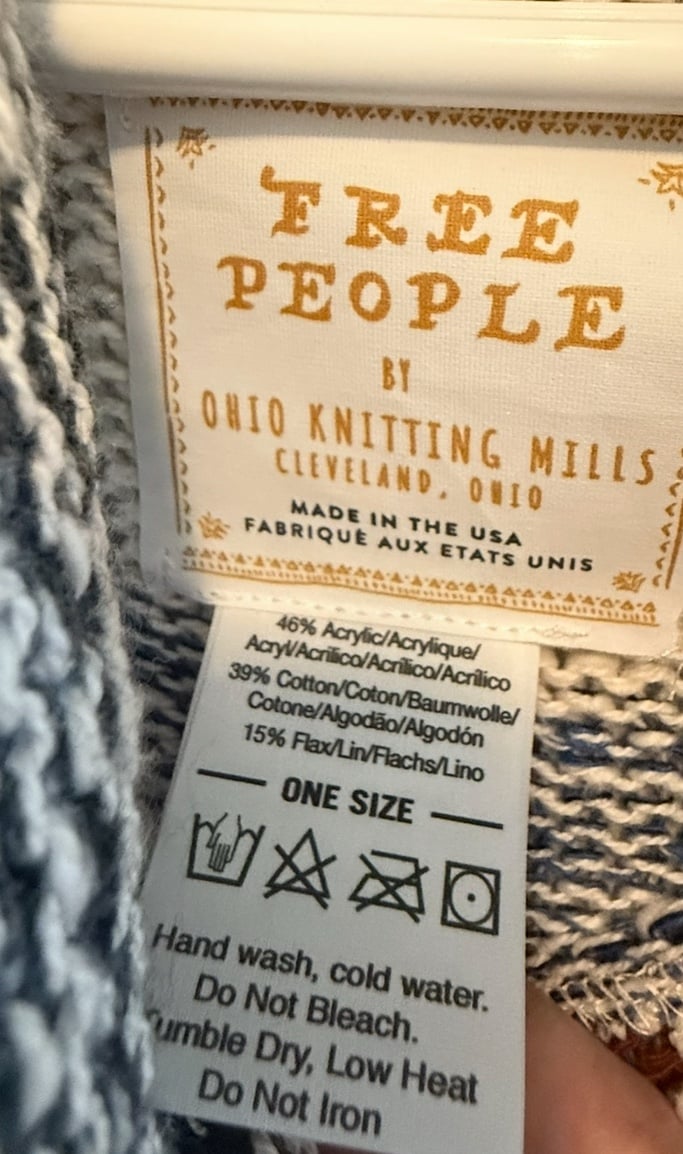 FREE
PEOPLE
BY
OHIO KNITTING MILLS
CLEVELAND, OHIO
MADE IN THE USA
FABRIQUÈ AUX ETATS UNIS
46% Acrylic/Acrylique/
Acryl/Acrilico/Acrílico/Acrílico
39% Cotton/Coton/Baumwolle/
Cotone/Algodão/Algodón
15% Flax/Lin/Flachs/Lino
ONE SIZE
Hand wash, cold water.
Do Not Bleach.
Tumble Dry, Low Heat
Do Not Iron